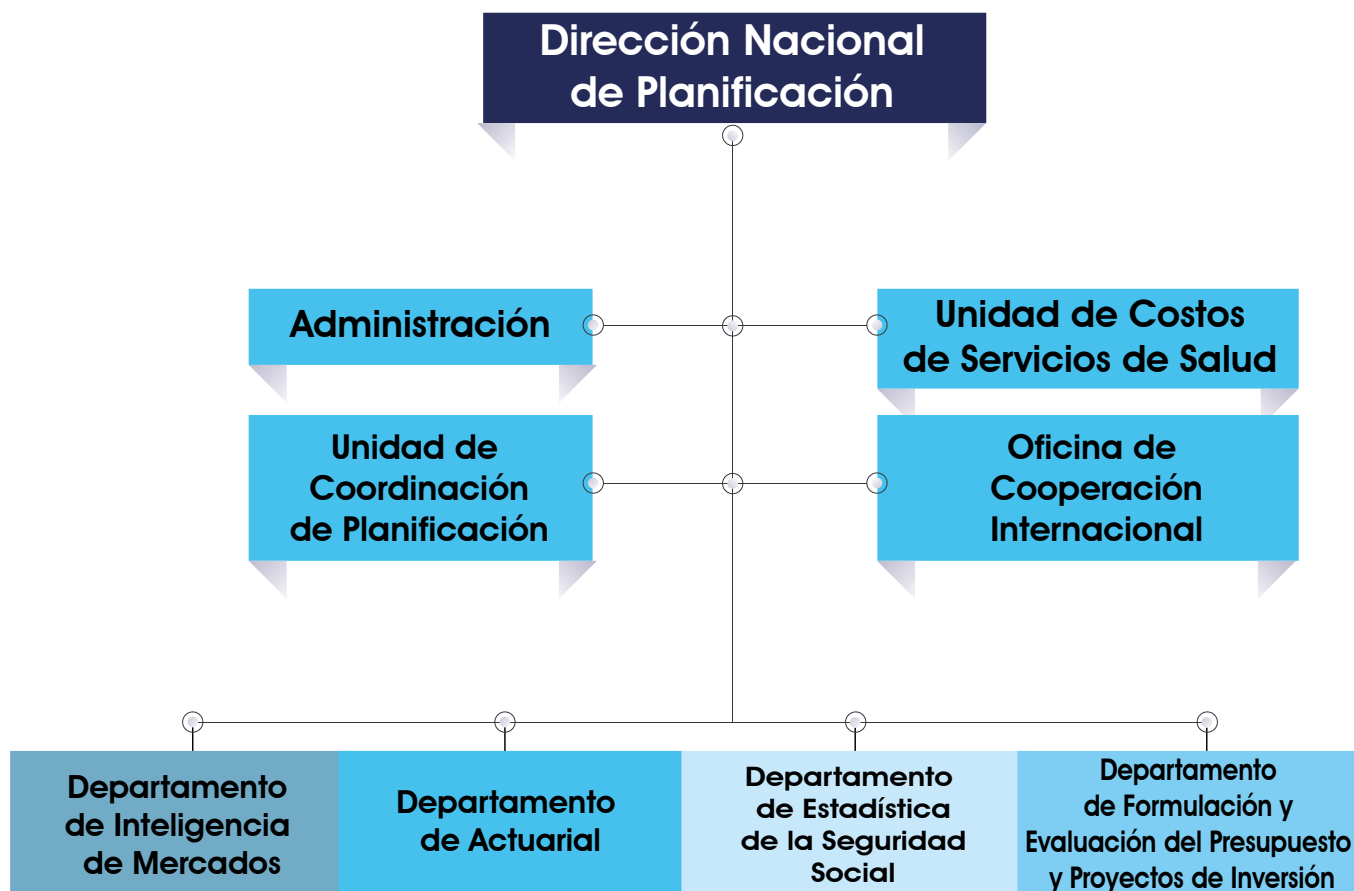 Dirección Nacional
de Planificación
Administración
Unidad de Costos
de Servicios de Salud
Unidad de
Coordinación
de Planificación
Oficina de
Cooperación
Internacional
Departamento
de Inteligencia
de Mercados
Departamento
de Actuarial
Departamento
de Estadística
de la Seguridad
Social
Departamento
de Formulación y
Evaluación del Presupuesto
y Proyectos de Inversión